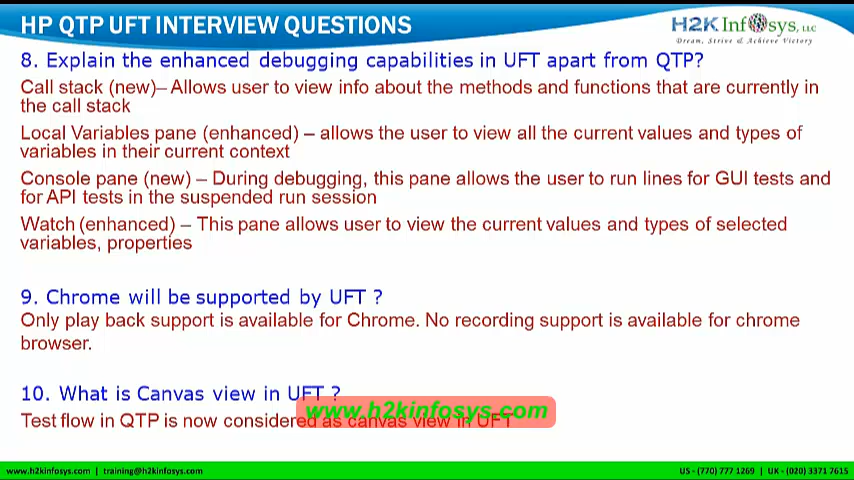 HP QTP UFT INTERVIEW QUESTIONS
H2K Infosys, LLC
Dream, Strive & Achieve Victory
8. Explain the enhanced debugging capabilities in UFT apart from QTP?
Call stack (new)– Allows user to view info about the methods and functions that are currently in
the call stack
Local Variables pane (enhanced) – allows the user to view all the current values and types of
variables in their current context
Console pane (new) – During debugging, this pane allows the user to run lines for GUI tests and
for API tests in the suspended run session
Watch (enhanced) – This pane allows user to view the current values and types of selected
variables, properties
9. Chrome will be supported by UFT ?
Only play back support is available for Chrome. No recording support is available for chrome
browser.
10. What is Canvas view in UFT ?
www.h2kinfosys.com
Test flow in QTP is now considered as canvas view in UFT
www.h2kinfosys.com | training@h2kinfosys.com
US - (770) 777 1269 | UK - (020) 3371 7615